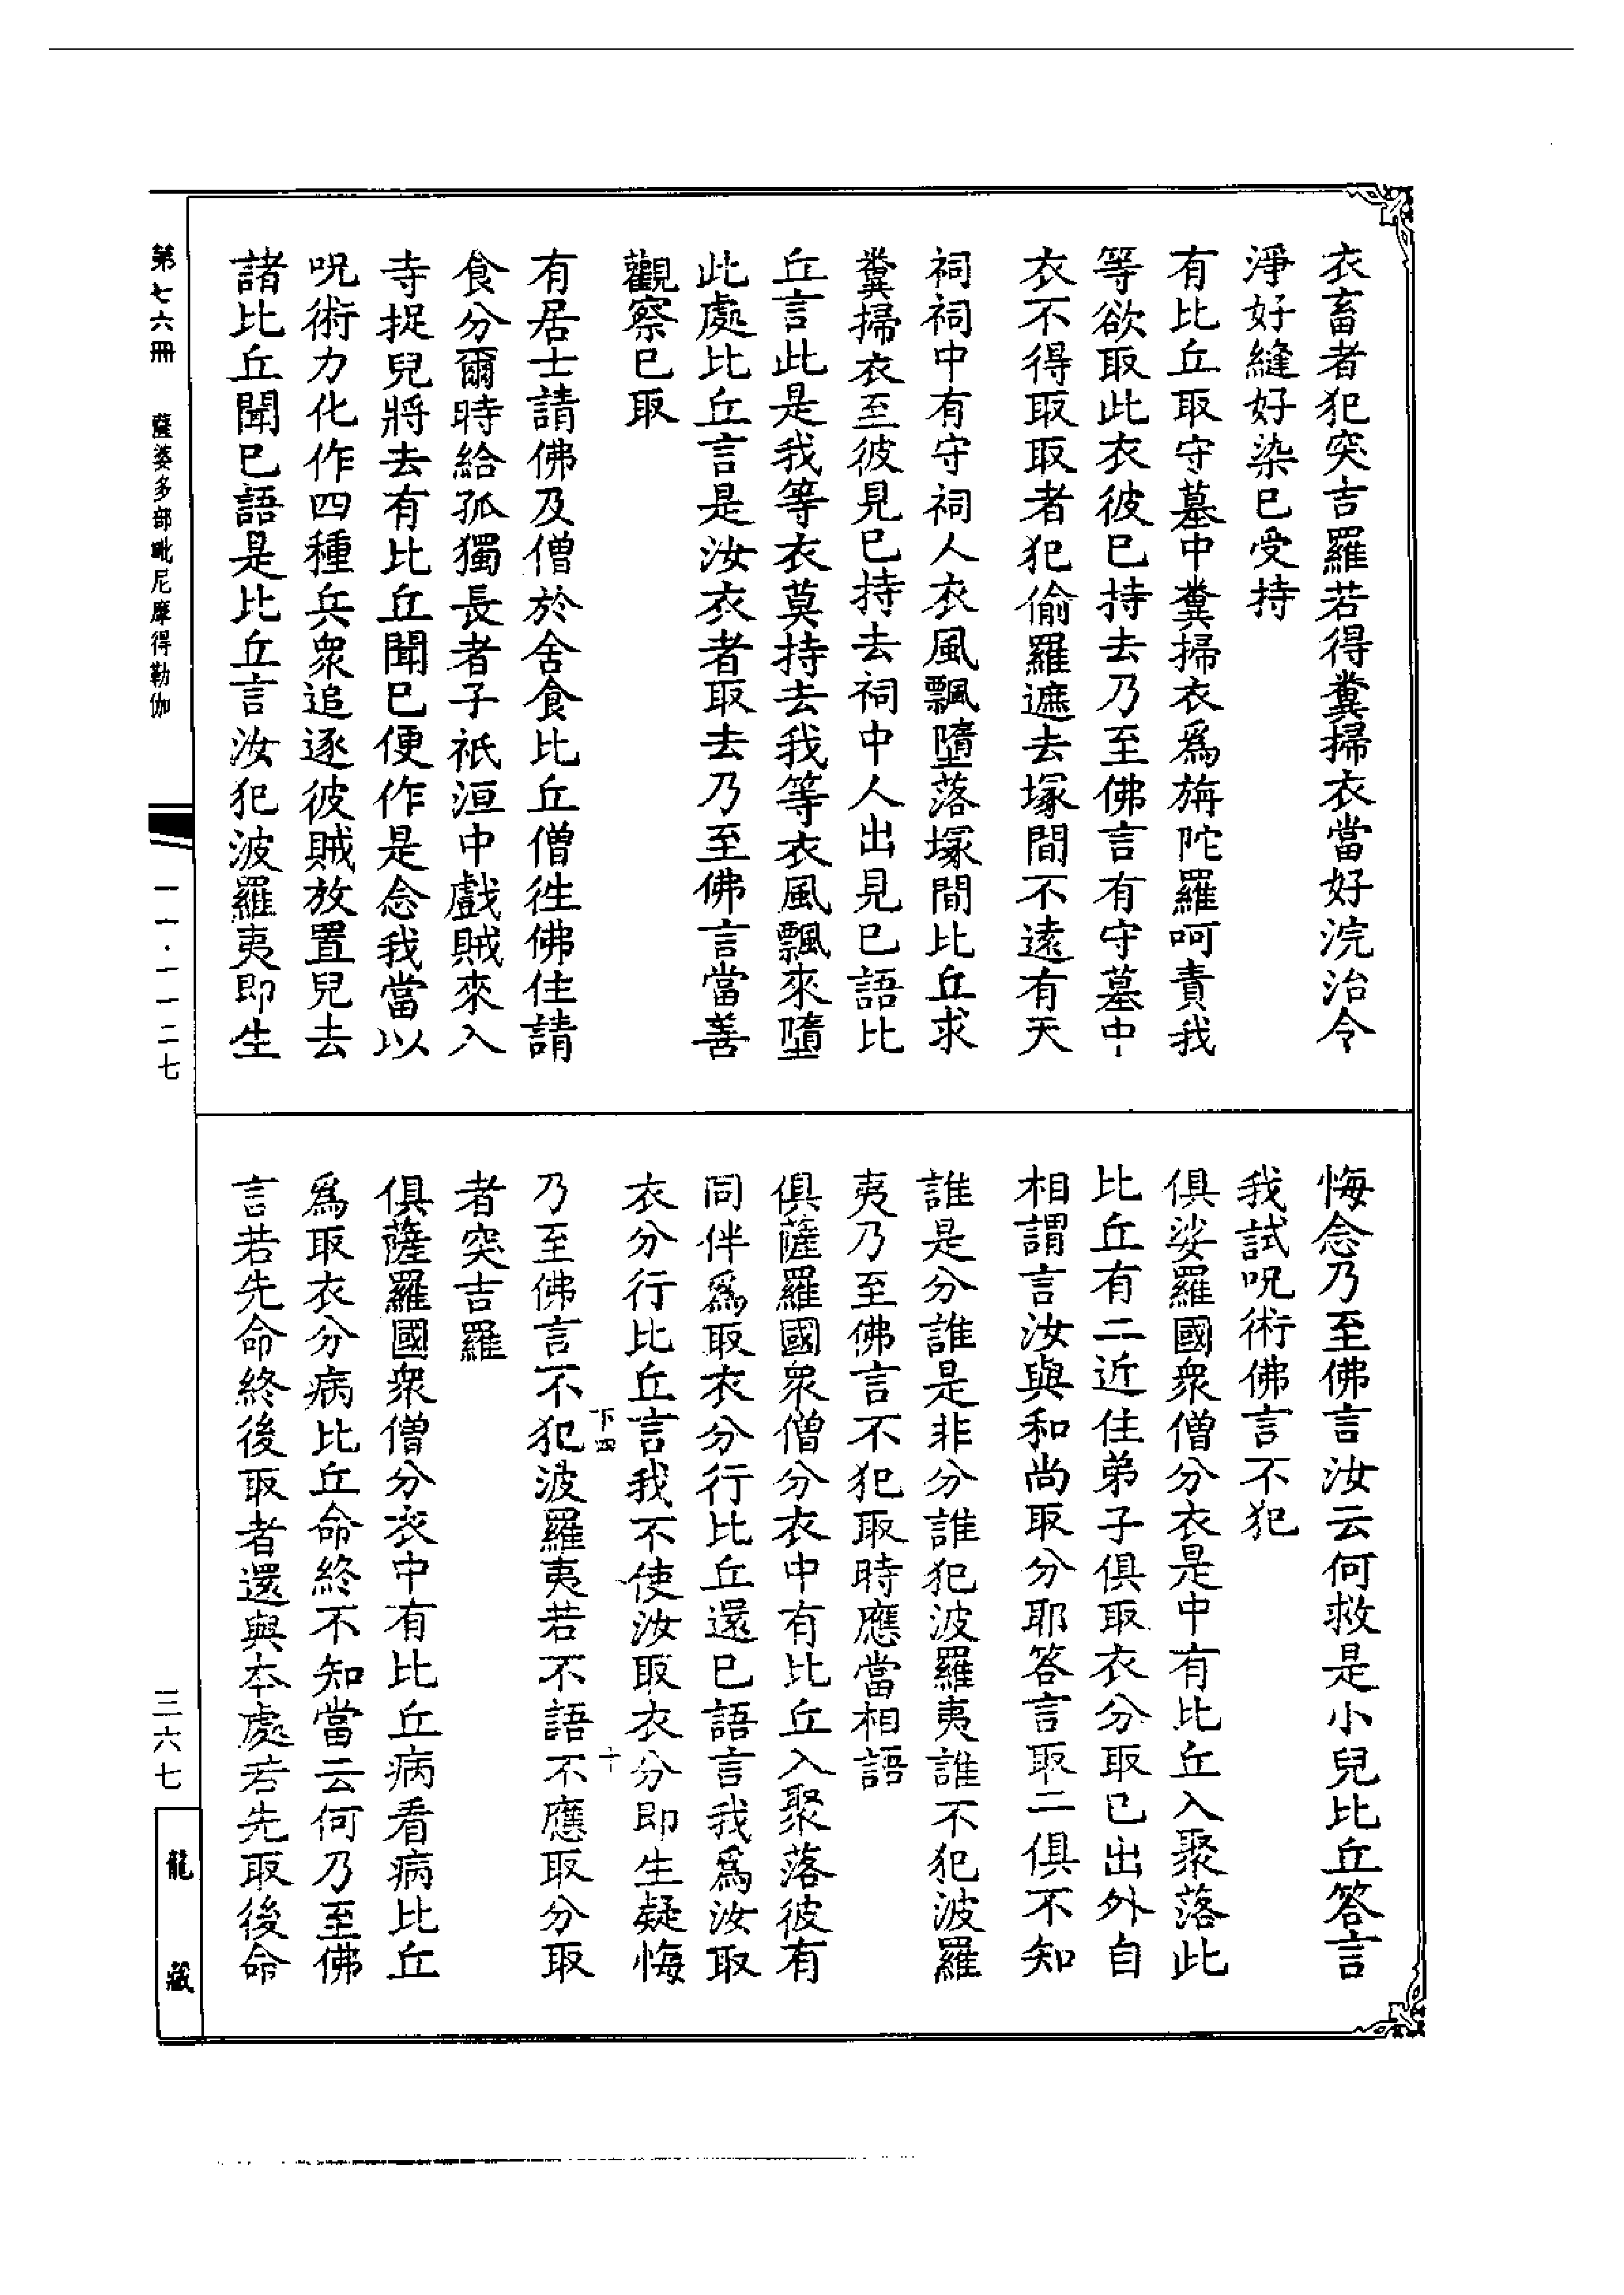 衣畜者犯突吉羅若得糞掃衣當好浣治令
淨好縫好染已受持
有比丘取守墓中糞掃衣爲旃陀羅呵責我
等欲取此衣彼已持去乃至佛言有守墓中
衣不得取取者犯偷羅遮去塚間不遠有天
祠祠中有守祠人衣風飄墮落塚間比丘求
糞掃衣至彼見已持去祠中人出見已語比
丘言此是我等衣莫持去我等衣風飄來墮
此處比丘言是汝衣者取去乃至佛言當善
觀察已取
有居士請佛及僧於舍食比丘僧徃佛住請
食分爾時給孤獨長者子祇洹中戲賊來入
寺捉兒將去有比丘聞已便作是念我當以
呪術力化作四種兵衆追逐彼賊放置兒去
諸比丘聞已語是比丘言汝犯波羅夷即生
悔念乃至佛言汝云何救是小兒比丘答言
我試呪術佛言不犯
俱娑羅國衆僧分衣是中有比丘入聚落此
比丘有二近住弟子俱取衣分取已出外自
相謂言汝與和尚取分耶答言取二俱不知
誰是分誰是非分誰犯波羅夷誰不犯波羅
夷乃至佛言不犯取時應當相語
俱薩羅國衆僧分衣中有比丘入聚落彼有
同伴爲取衣分行比丘還已語言我爲汝取
衣分行比丘言我不使汝取衣分即生疑悔
下四 十
乃至佛言不犯波羅夷若不語不應取分取
者突吉羅
俱薩羅國衆僧分衣中有比丘病看病比丘
爲取衣分病比丘命終不知當云何乃至佛
言若先命終後取者還與本處若先取後命
第七六冊 薩婆多部毗尼摩得勒伽
一一·一一二七
三六七
龍藏